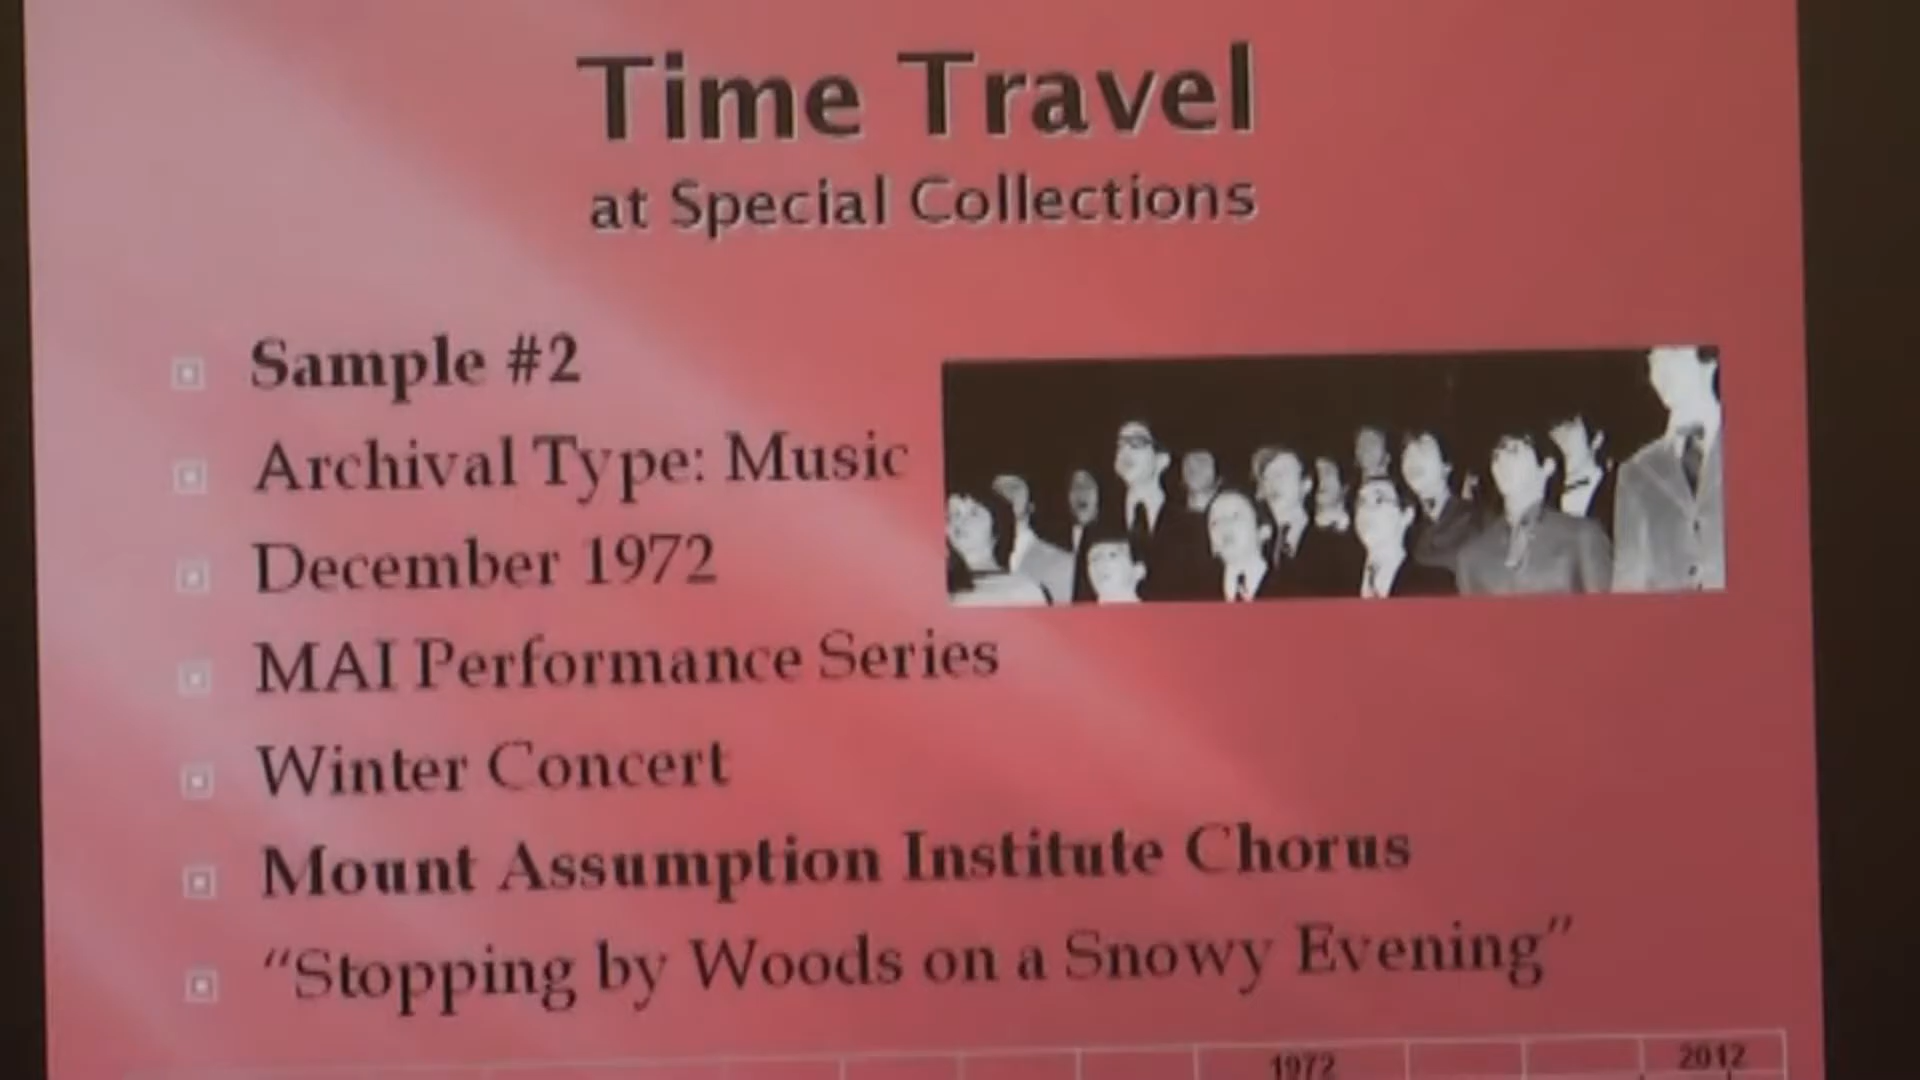 Time Travel
at Special Collections
Sample #2
Archival Type: Music
December 1972
MAI Performance Series
Winter Concert
Mount Assumption Institute Chorus
“Stopping by Woods on a Snowy Evening”
1972
2012